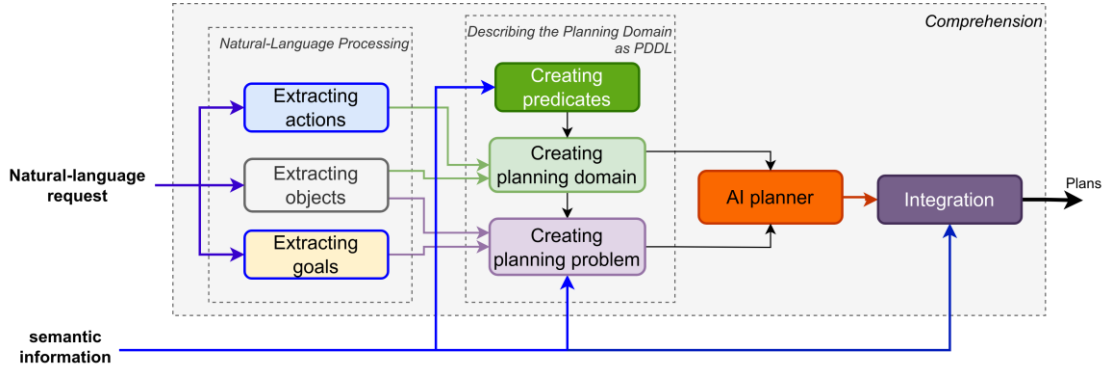 Comprehension
Natural-Language Processing
Describing the Planning Domain
as PDDL
Extracting
actions
Extracting
objects
Extracting
goals
Creating
predicates
Creating
planning domain
Creating
planning problem
AI planner
Integration
Plans
Natural-language
request
semantic
information